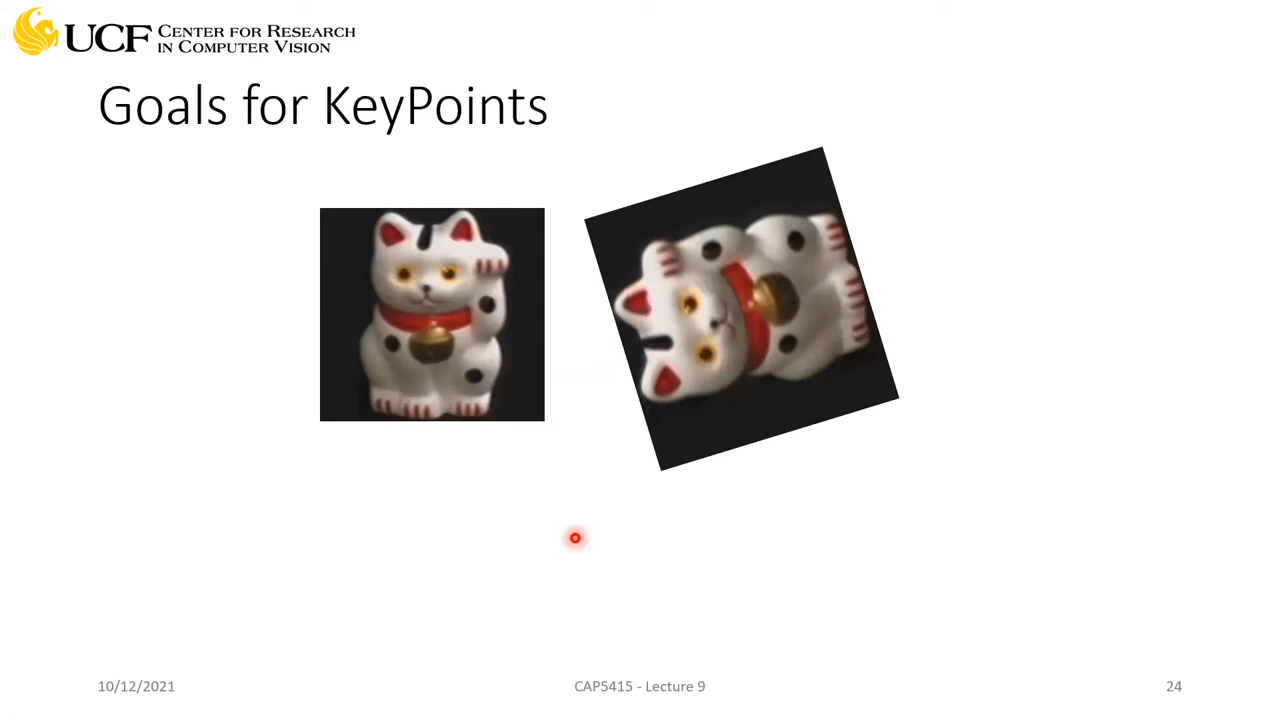 UCF CENTER FOR RESEARCH
IN COMPUTER VISION
Goals for KeyPoints
10/12/2021
CAP5415 - Lecture 9
24